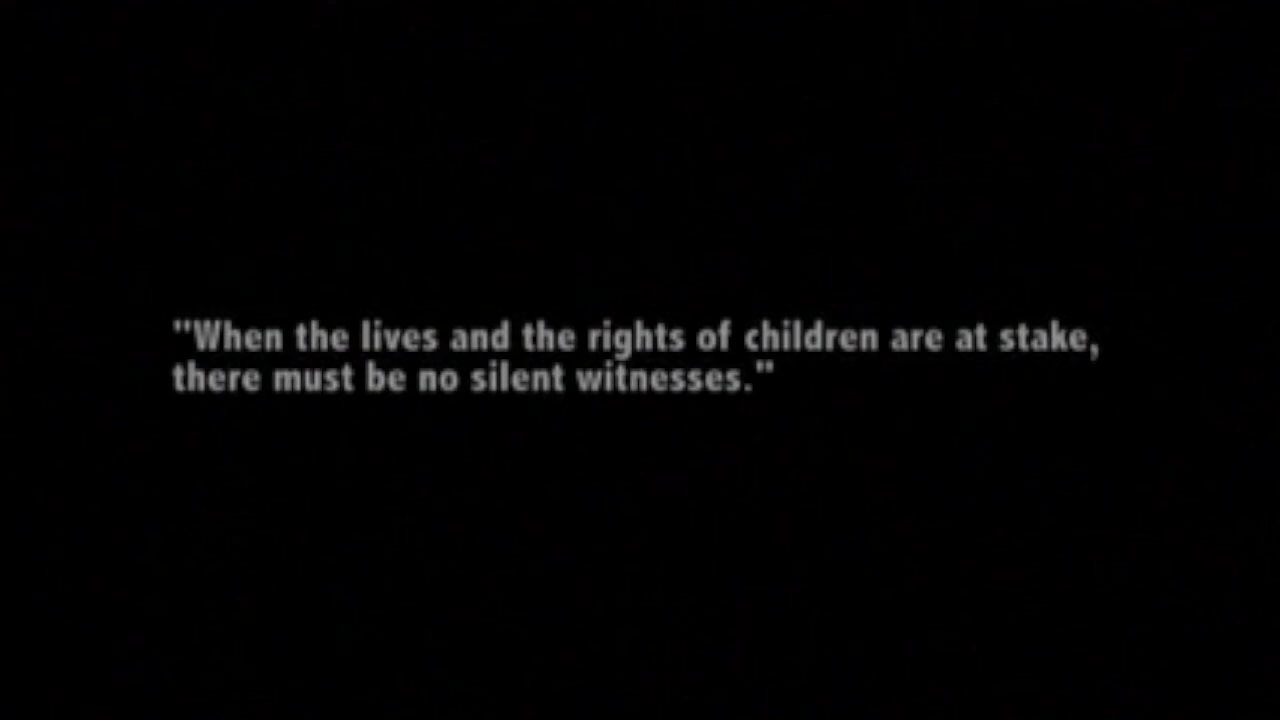 "When the lives and the rights of children are at stake,
there must be no silent witnesses."